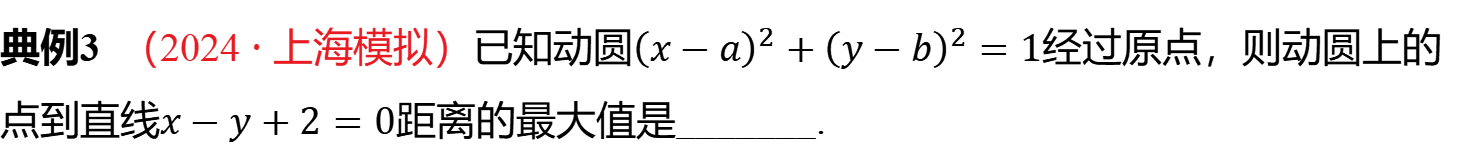 典例3 （2024·上海模拟）已知动圆(x − a)² + (y − b)² = 1经过原点，则动圆上的
点到直线x − y + 2 = 0距离的最大值是_______.